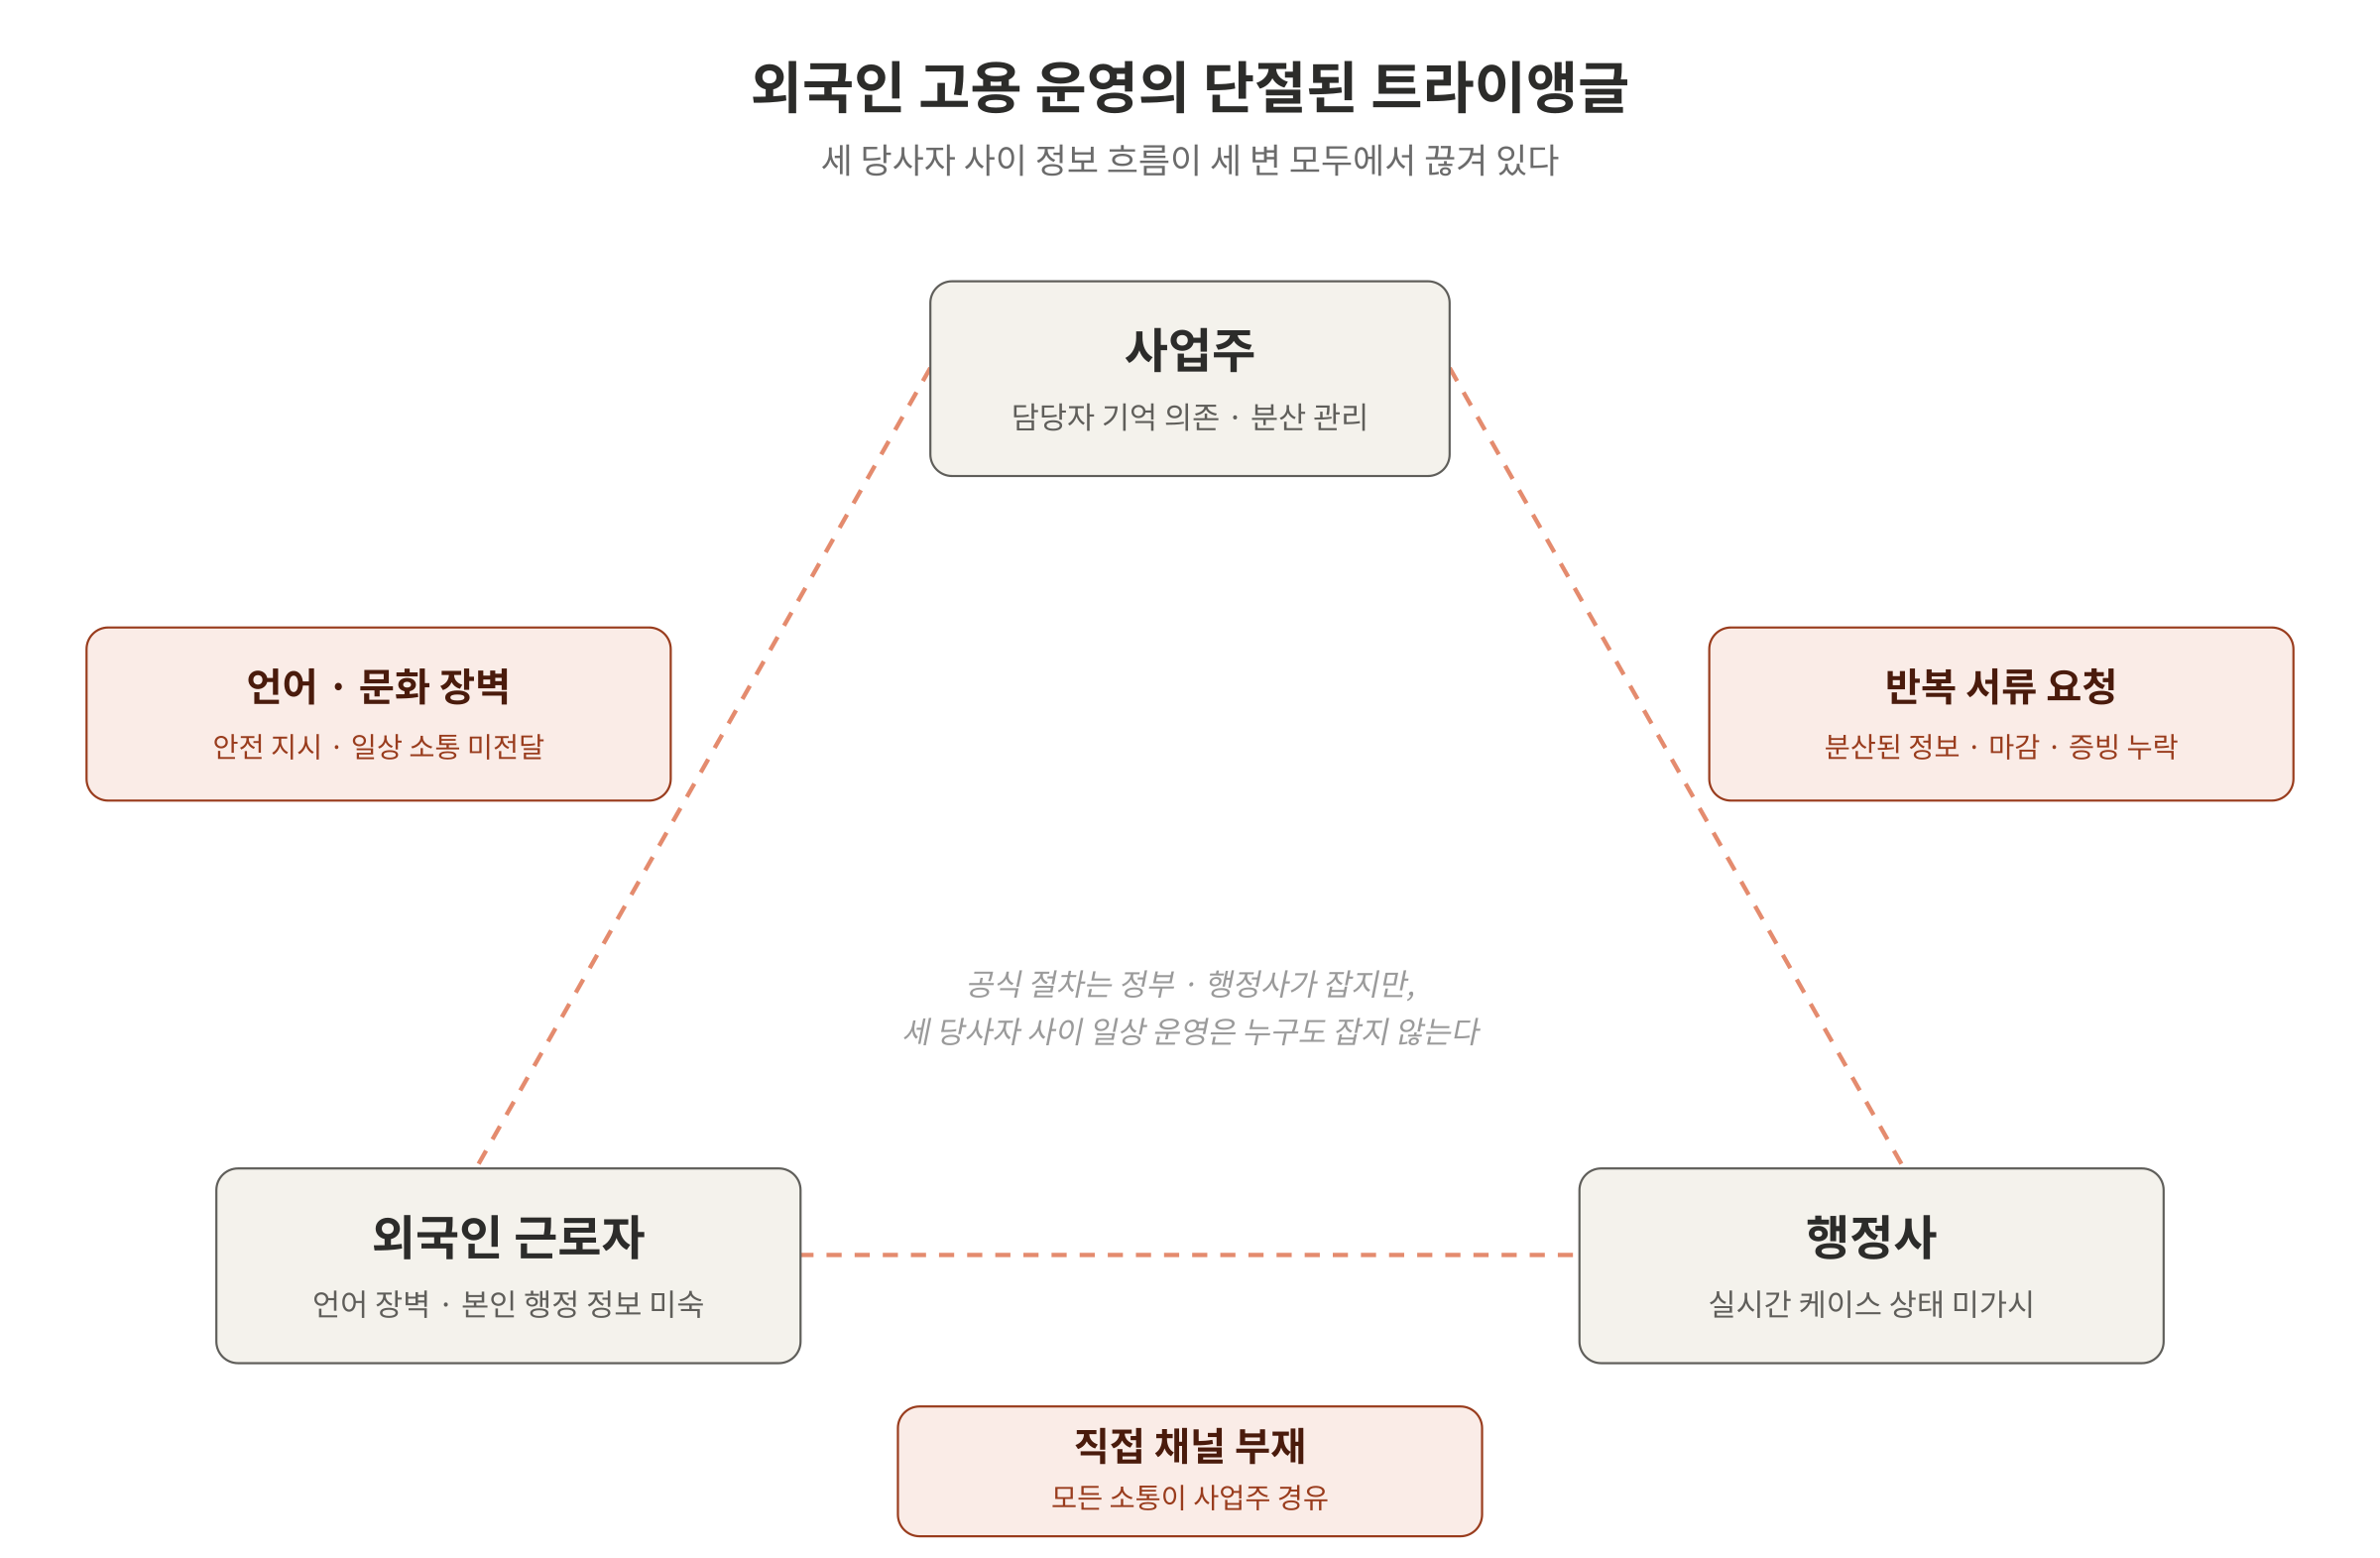 외국인 고용 운영의 단절된 트라이앵글
세 당사자 사이 정보 흐름이 세 변 모두에서 끊겨 있다
사업주
담당자 기억 의존 · 분산 관리
언어 · 문화 장벽
안전 지시 · 일상 소통 미전달
반복 서류 요청
분산된 정보 · 마감 · 증빙 누락
공식 절차는 정부 · 행정사가 잡지만,
세 당사자 사이 일상 운영은 누구도 잡지 않는다
외국인 근로자
언어 장벽 · 본인 행정 정보 미숙
행정사
실시간 케이스 상태 미가시
직접 채널 부재
모든 소통이 사업주 경유